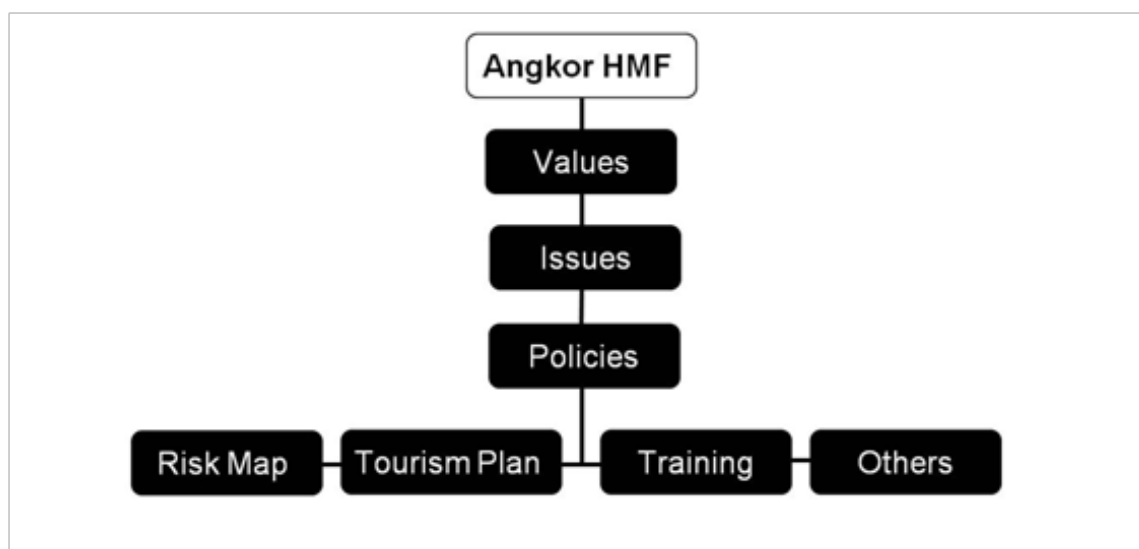 Angkor HMF
Values
Issues
Policies
Risk Map
Tourism Plan
Training
Others